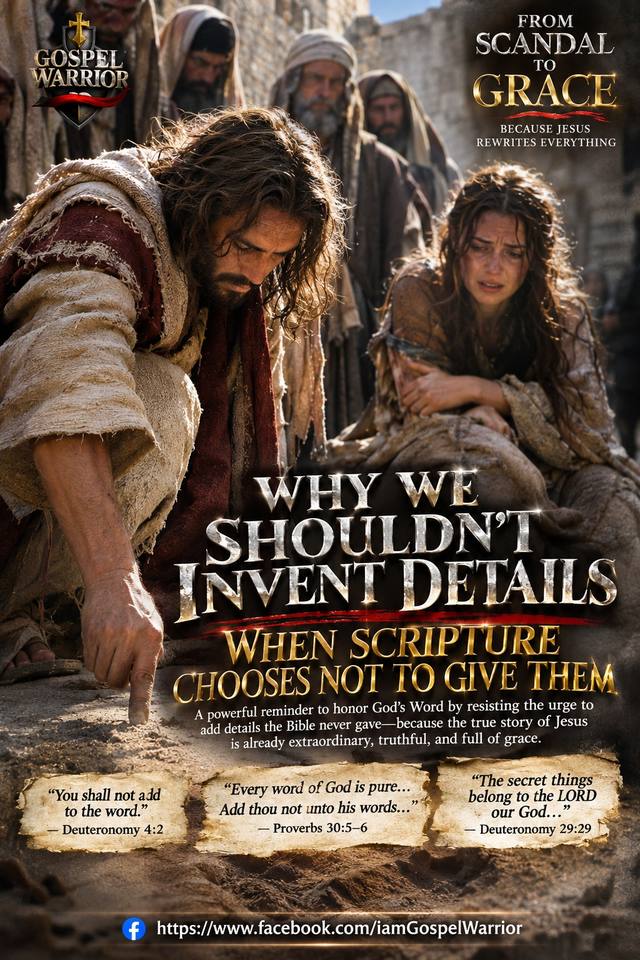 GOSPEL
WARRIOR
FROM
SCANDAL
TO
GRACE
BECAUSE JESUS
REWRITES EVERYTHING
WHY WE
SHOULDN'T
INVENT DETAILS
WHEN SCRIPTURE
CHOOSES NOT TO GIVE THEM
A powerful reminder to honor God's Word by resisting the urge to
add details the Bible never gave—because the true story of Jesus
is already extraordinary, truthful, and full of grace.
"You shall not add
to the word."
— Deuteronomy 4:2
"Every word of God is pure...
Add thou not unto his words..."
— Proverbs 30:5–6
"The secret things
belong to the LORD
our God..."
— Deuteronomy 29:29
https://www.facebook.com/iamGospelWarrior